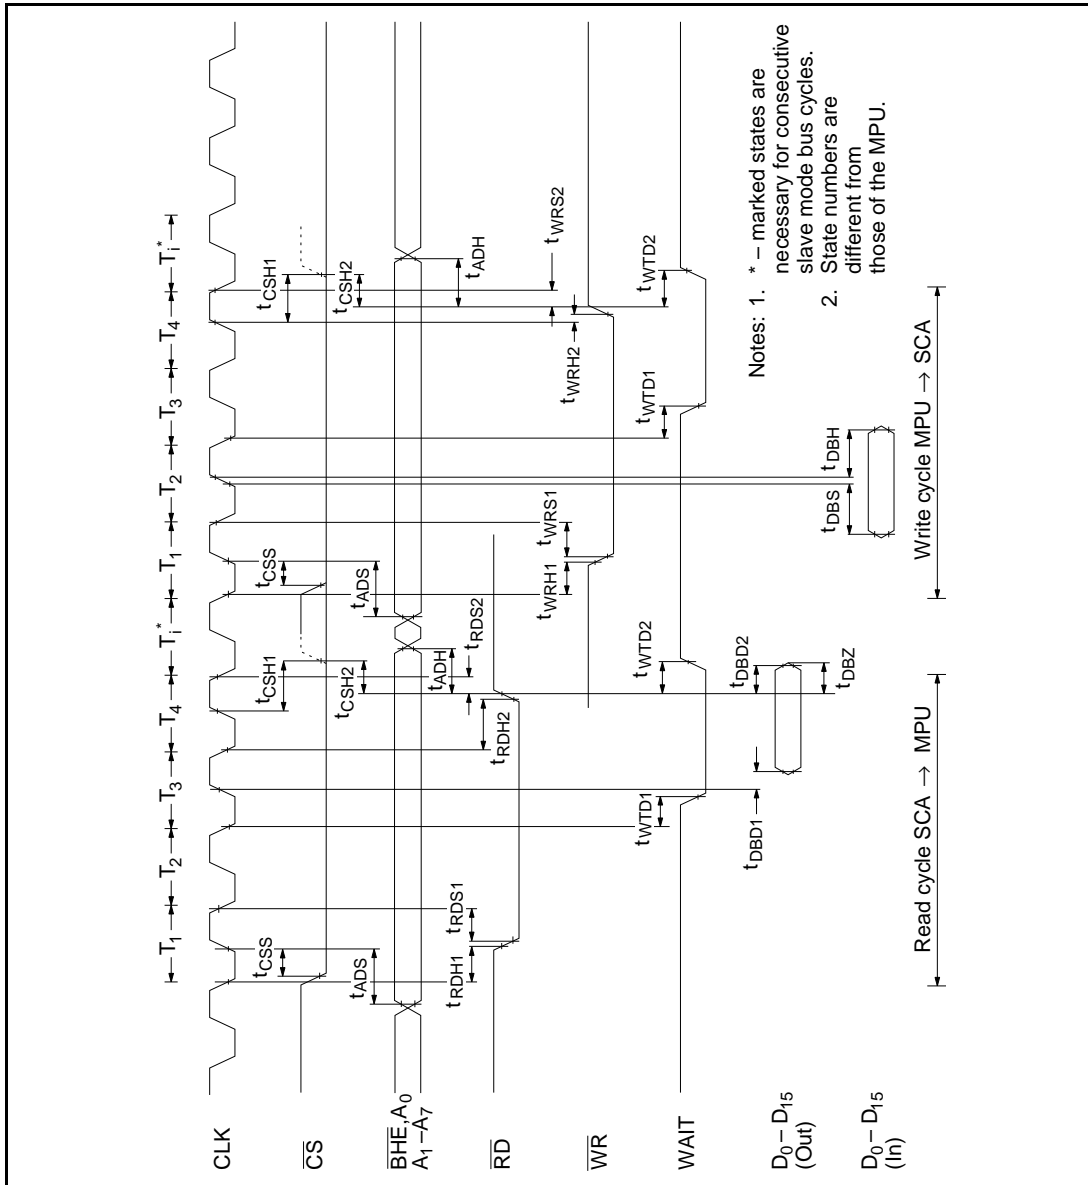 T1 T2 T3 T4 Ti* T1 T2 T3 T4 Ti*
CLK
tCSS tCSH1 tCSS tCSH1
C̅S̅
tCSH2 tCSH2
tADS tADH tADS tADH
B̅H̅E̅, A0
A1–A7
tRDH1 tRDS1 tRDH2 tRDS2
R̅D̅
tWRH1 tWRS1 tWRH2 tWRS2
W̅R̅
tWTD1 tWTD2 tWTD1 tWTD2
WAIT
tDBD1 tDBD2
tDBZ
D0–D15
(Out)
tDBS tDBH
D0–D15
(In)
Read cycle SCA → MPU
Write cycle MPU → SCA
Notes: 1. * – marked states are
necessary for consecutive
slave mode bus cycles.
2. State numbers are
different from
those of the MPU.